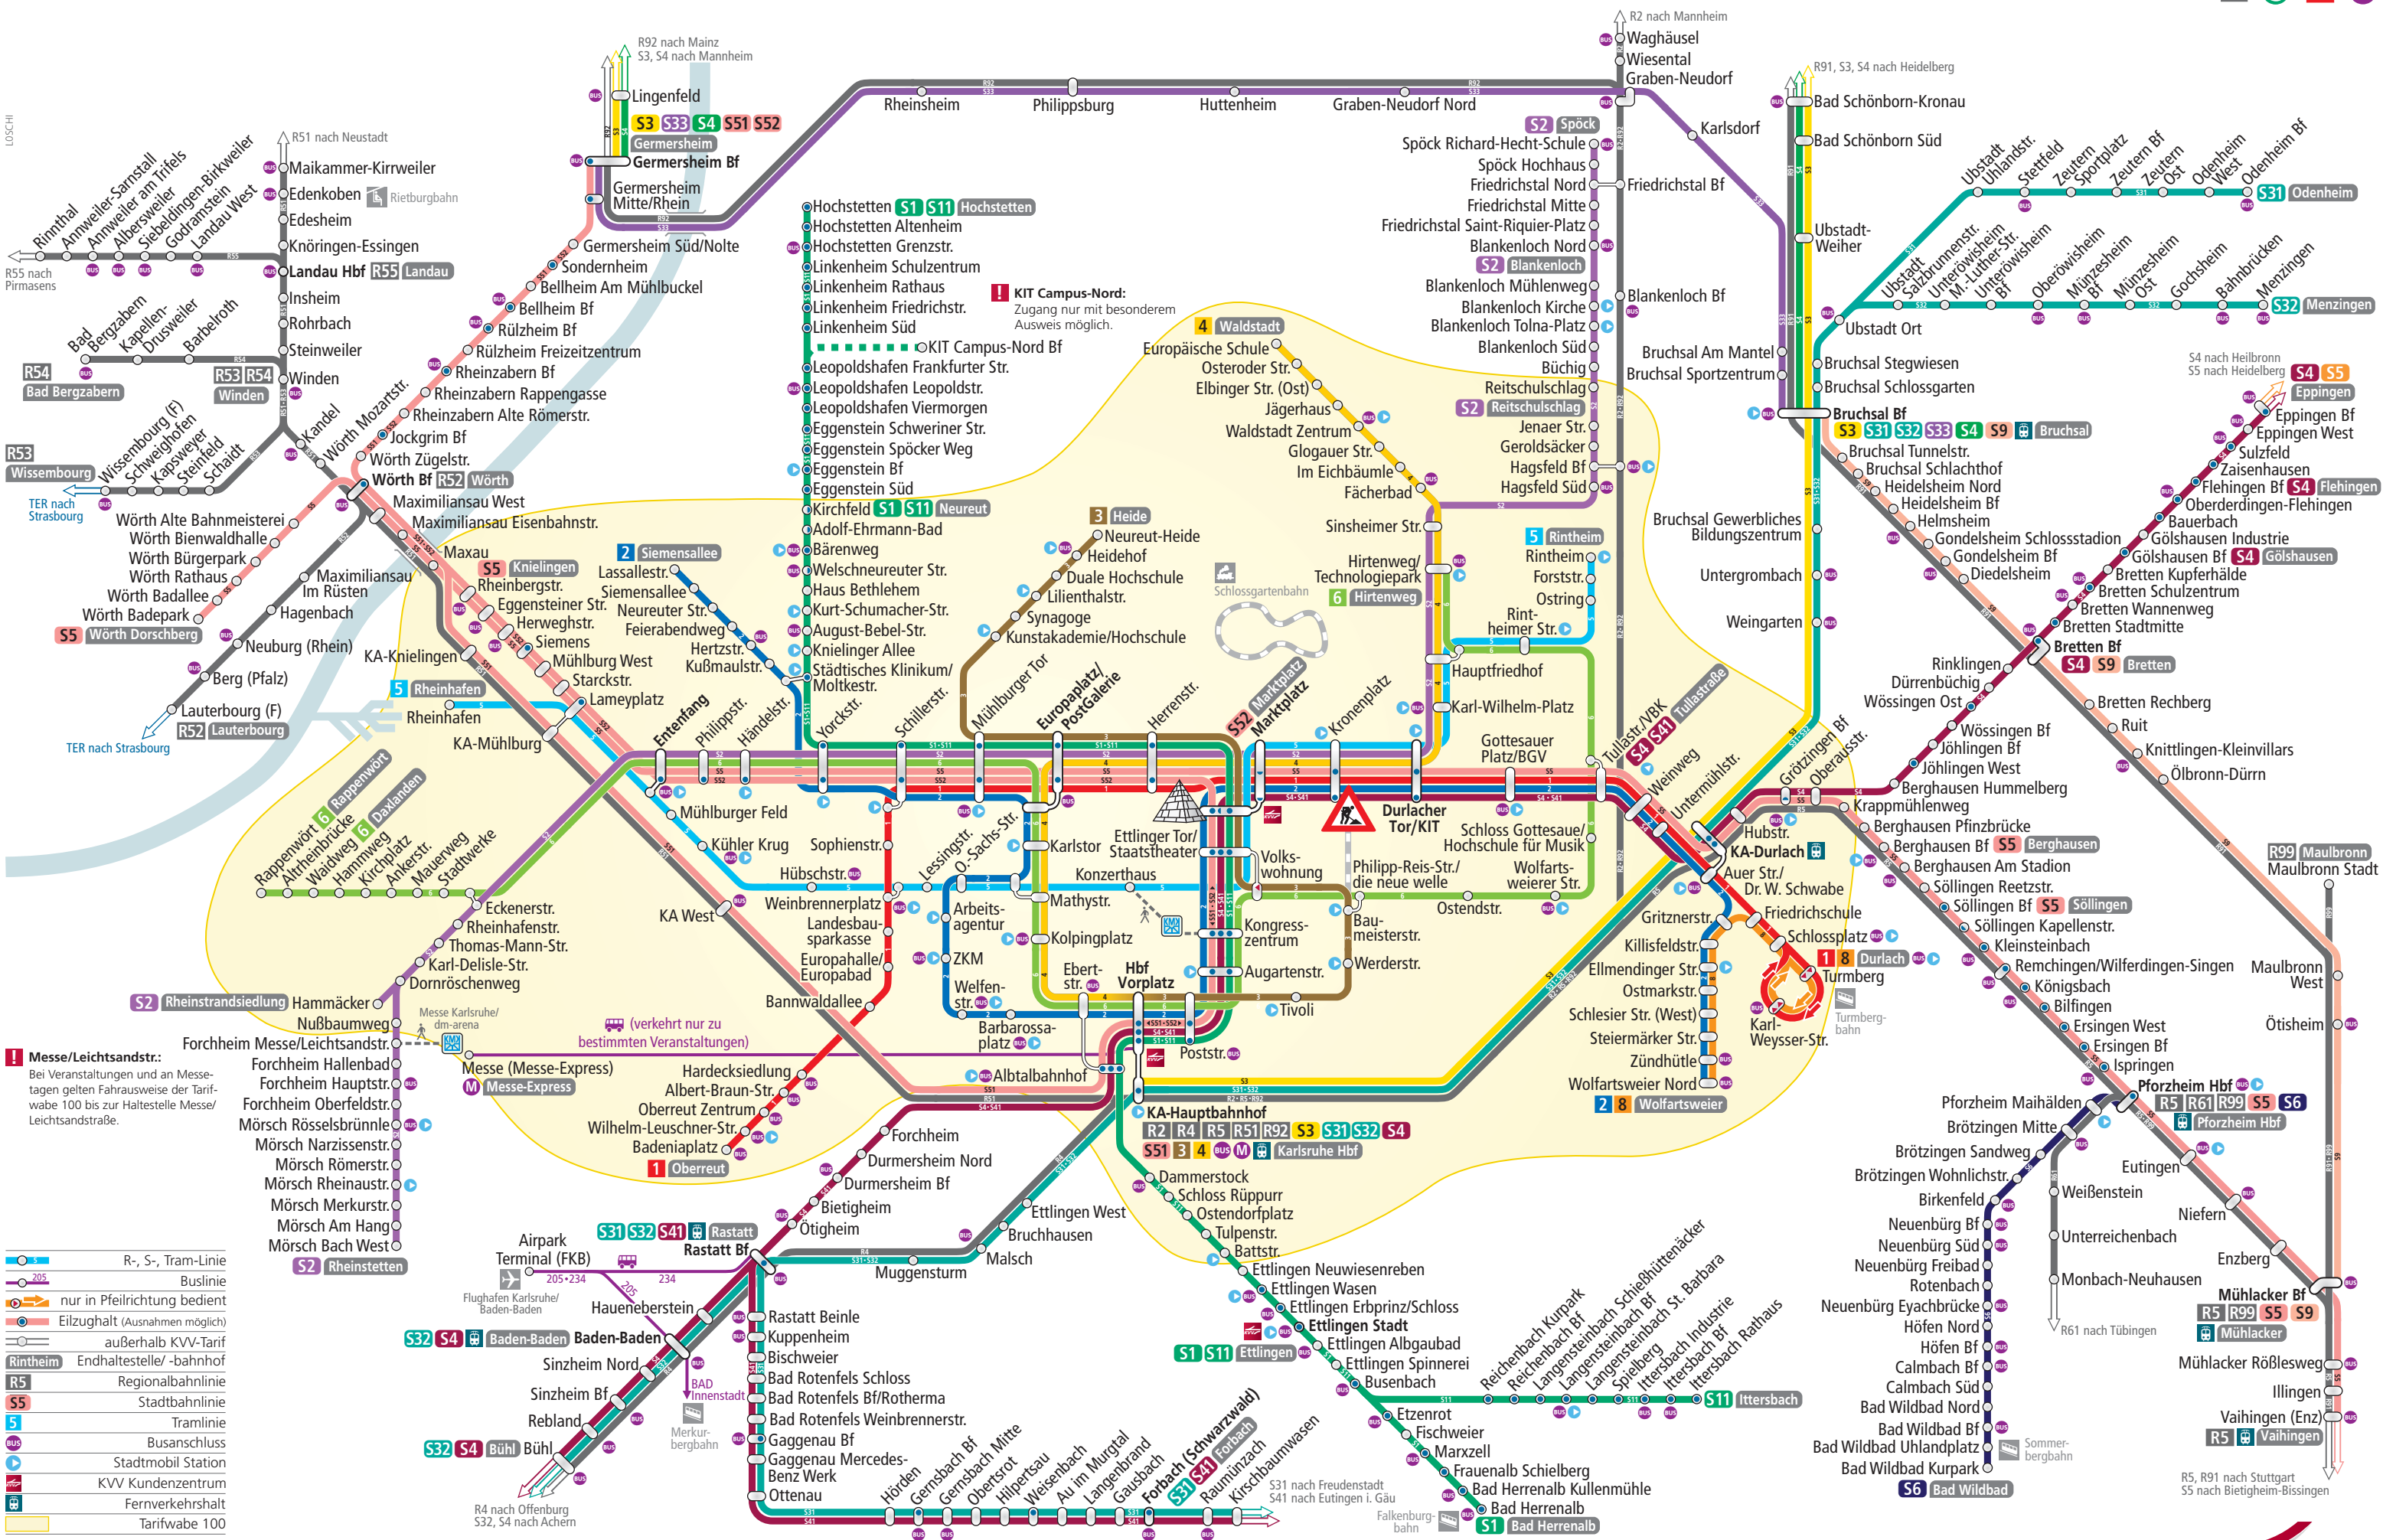 R2 nach Mannheim
Waghäusel
Wiesental
Graben-Neudorf
R92 nach Mainz
S3, S4 nach Mannheim
Lingenfeld
S3 S33 S4 S51 S52
Germersheim
Germersheim Bf
Germersheim
Mitte/Rhein
Rheinsheim
Philippsburg
Huttenheim
Graben-Neudorf Nord
Karlsdorf
R91, S3, S4 nach Heidelberg
Bad Schönborn-Kronau
Bad Schönborn Süd
Ubstadt-
Weiher
LOSCHI
R51 nach Neustadt
Maikammer-Kirrweiler
Edenkoben
Rietburgbahn
Edesheim
Knöringen-Essingen
Landau Hbf R55 Landau
Insheim
Rohrbach
Steinweiler
Winden
Rinnthal
Annweiler-Sarnstall
Annweiler am Trifels
Albersweiler
Siebeldingen-Birkweiler
Godramstein
Landau West
R55 nach
Pirmasens
Bad
Bergzabern
Kapellen-
Drusweiler
Barbelroth
R54
Bad Bergzabern
R53 R54
Winden
Wissembourg (F)
Schweighofen
Kapsweyer
Steinfeld
Schaidt
R53
Wissembourg
TER nach
Strasbourg
Kandel
Wörth Mozartstr.
Germersheim Süd/Nolte
Sondernheim
Bellheim Am Mühlbuckel
Bellheim Bf
Rülzheim Bf
Rülzheim Freizeitzentrum
Rheinzabern Bf
Rheinzabern Rappengasse
Rheinzabern Alte Römerstr.
Jockgrim Bf
Wörth Zügelstr.
Wörth Bf R52 Wörth
Maximiliansau West
Maximiliansau Eisenbahnstr.
Maxau
Wörth Alte Bahnmeisterei
Wörth Bienwaldhalle
Wörth Bürgerpark
Wörth Rathaus
Wörth Badallee
Wörth Badepark
S5 Wörth Dorschberg
Maximiliansau
Im Rüsten
Hagenbach
Neuburg (Rhein)
Berg (Pfalz)
Lauterbourg (F)
R52 Lauterbourg
TER nach Strasbourg
S5 Knielingen
Rheinbergstr.
Eggensteiner Str.
Herweghstr.
Siemens
Mühlburg West
Starckstr.
Lameyplatz
KA-Knielingen
KA-Mühlburg
5 Rheinhafen
Rheinhafen
Hochstetten S1 S11 Hochstetten
Hochstetten Altenheim
Hochstetten Grenzstr.
Linkenheim Schulzentrum
Linkenheim Rathaus
Linkenheim Friedrichstr.
Linkenheim Süd
KIT Campus-Nord Bf
KIT Campus-Nord:
Zugang nur mit besonderem
Ausweis möglich.
Leopoldshafen Frankfurter Str.
Leopoldshafen Leopoldstr.
Leopoldshafen Viermorgen
Eggenstein Schweriner Str.
Eggenstein Spöcker Weg
Eggenstein Bf
Eggenstein Süd
Kirchfeld S1 S11 Neureut
Adolf-Ehrmann-Bad
Bärenweg
Welschneureuter Str.
Haus Bethlehem
Kurt-Schumacher-Str.
August-Bebel-Str.
Knielinger Allee
Städtisches Klinikum/
Moltkestr.
2 Siemensallee
Lassallestr.
Siemensallee
Neureuter Str.
Feierabendweg
Hertzstr.
Kußmaulstr.
3 Heide
Neureut-Heide
Heidehof
Duale Hochschule
Lilienthalstr.
Synagoge
Kunstakademie/Hochschule
4 Waldstadt
Europäische Schule
Osteroder Str.
Elbinger Str. (Ost)
Jägerhaus
Waldstadt Zentrum
Glogauer Str.
Im Eichbäumle
Fächerbad
Sinsheimer Str.
Hirtenweg/
Technologiepark
6 Hirtenweg
Schlossgartenbahn
S2 Spöck
Spöck Richard-Hecht-Schule
Spöck Hochhaus
Friedrichstal Nord
Friedrichstal Bf
Friedrichstal Mitte
Friedrichstal Saint-Riquier-Platz
Blankenloch Nord
S2 Blankenloch
Blankenloch Mühlenweg
Blankenloch Bf
Blankenloch Kirche
Blankenloch Tolna-Platz
Blankenloch Süd
Büchig
Reitschulschlag
S2 Reitschulschlag
Jenaer Str.
Geroldsäcker
Hagsfeld Bf
Hagsfeld Süd
5 Rintheim
Rintheim
Forststr.
Ostring
Rint-
heimer Str.
Hauptfriedhof
Karl-Wilhelm-Platz
Ubstadt
Uhlandstr.
Stettfeld
Zeutern
Sportplatz
Zeutern Bf
Zeutern
Ost
Odenheim
West
Odenheim Bf
S31 Odenheim
Ubstadt
Salzbrunnenstr.
Unteröwisheim
M.-Luther-Str.
Unteröwisheim
Bf
Oberöwisheim
Münzesheim
Bf
Münzesheim
Ost
Gochsheim
Bahnbrücken
Menzingen
S32 Menzingen
Ubstadt Ort
Bruchsal Am Mantel
Bruchsal Sportzentrum
Bruchsal Stegwiesen
Bruchsal Schlossgarten
Bruchsal Bf
S3 S31 S32 S33 S4 S9 Bruchsal
Bruchsal Tunnelstr.
Bruchsal Schlachthof
Heidelsheim Nord
Heidelsheim Bf
Helmsheim
Gondelsheim Schlossstadion
Gondelsheim Bf
Diedelsheim
Bruchsal Gewerbliches
Bildungszentrum
Untergrombach
Weingarten
S4 nach Heilbronn
S5 nach Heidelberg
S4 S5
Eppingen
Eppingen Bf
Eppingen West
Sulzfeld
Zaisenhausen
Flehingen Bf S4 Flehingen
Oberderdingen-Flehingen
Bauerbach
Gölshausen Industrie
Gölshausen Bf S4 Gölshausen
Bretten Kupferhälde
Bretten Schulzentrum
Bretten Wannenweg
Bretten Stadtmitte
Bretten Bf
S4 S9 Bretten
Rinklingen
Dürrenbüchig
Wössingen Ost
Wössingen Bf
Jöhlingen Bf
Jöhlingen West
Berghausen Hummelberg
Bretten Rechberg
Ruit
Knittlingen-Kleinvillars
Ölbronn-Dürrn
R99 Maulbronn
Maulbronn Stadt
Maulbronn
West
Ötisheim
Entenfang
Philippstr.
Händelstr.
Yorckstr.
Schillerstr.
Mühlburger Tor
Europaplatz/
PostGalerie
Herrenstr.
S52 Marktplatz
Marktplatz
Kronenplatz
Durlacher
Tor/KIT
Gottesauer
Platz/BGV
Tullastr./VBK
S4 S41 Tullastraße
Weinweg
Untermühlstr.
Grötzingen Bf
Oberausstr.
Krappmühlenweg
Hubstr.
KA-Durlach
Auer Str./
Dr. W. Schwabe
Friedrichschule
Schlossplatz
1 8 Durlach
Turmberg
Turmberg-
bahn
Karl-
Weysser-Str.
Gritznerstr.
Killisfeldstr.
Ellmendinger Str.
Ostmarkstr.
Schlesier Str. (West)
Steiermärker Str.
Zündhütle
Wolfartsweier Nord
2 8 Wolfartsweier
Berghausen Pfinzbrücke
Berghausen Bf S5 Berghausen
Berghausen Am Stadion
Söllingen Reetzstr.
Söllingen Bf S5 Söllingen
Söllingen Kapellenstr.
Kleinsteinbach
Remchingen/Wilferdingen-Singen
Königsbach
Bilfingen
Ersingen West
Ersingen Bf
Ispringen
Pforzheim Hbf
R5 R61 R99 S5 S6
Pforzheim Hbf
Pforzheim Maihälden
Brötzingen Mitte
Brötzingen Sandweg
Brötzingen Wohnlichstr.
Birkenfeld
Neuenbürg Bf
Neuenbürg Süd
Neuenbürg Freibad
Rotenbach
Neuenbürg Eyachbrücke
Höfen Nord
Höfen Bf
Calmbach Bf
Calmbach Süd
Bad Wildbad Nord
Bad Wildbad Bf
Bad Wildbad Uhlandplatz
Bad Wildbad Kurpark
S6 Bad Wildbad
Sommer-
bergbahn
Weißenstein
Unterreichenbach
Monbach-Neuhausen
R61 nach Tübingen
Eutingen
Niefern
Enzberg
Mühlacker Bf
R5 R99 S5 S9
Mühlacker
Mühlacker Rößlesweg
Illingen
Vaihingen (Enz)
R5 Vaihingen
R5, R91 nach Stuttgart
S5 nach Bietigheim-Bissingen
Mühlburger Feld
Kühler Krug
Hübschstr.
Sophienstr.
Weinbrennerplatz
Landesbau-
sparkasse
Europahalle/
Europabad
Bannwaldallee
KA West
Lessingstr.
O.-Sachs-Str.
Karlstor
Mathystr.
Arbeits-
agentur
Kolpingplatz
ZKM
Welfen-
str.
Barbarossa-
platz
Ebert-
str.
Hbf
Vorplatz
Poststr.
Konzerthaus
Ettlinger Tor/
Staatstheater
Volks-
wohnung
Kongress-
zentrum
Augartenstr.
Tivoli
Werderstr.
Bau-
meisterstr.
Philipp-Reis-Str./
die neue welle
Ostendstr.
Wolfarts-
weierer Str.
Schloss Gottesaue/
Hochschule für Musik
Rappenwört 6 Rappenwört
Altrheinbrücke
Waidweg 6 Daxlanden
Hammweg
Kirchplatz
Ankerstr.
Mauerweg
Stadtwerke
Eckenerstr.
Rheinhafenstr.
Thomas-Mann-Str.
Karl-Delisle-Str.
Dornröschenweg
S2 Rheinstrandsiedlung Hammäcker
Nußbaumweg
Forchheim Messe/Leichtsandstr.
Forchheim Hallenbad
Forchheim Hauptstr.
Forchheim Oberfeldstr.
Mörsch Rösselsbrünnle
Mörsch Narzissenstr.
Mörsch Römerstr.
Mörsch Rheinaustr.
Mörsch Merkurstr.
Mörsch Am Hang
Mörsch Bach West
S2 Rheinstetten
Messe Karlsruhe/
dm-arena
Messe (Messe-Express)
M Messe-Express
(verkehrt nur zu
bestimmten Veranstaltungen)
Messe/Leichtsandstr.:
Bei Veranstaltungen und an Messe-
tagen gelten Fahrausweise der Tarif-
wabe 100 bis zur Haltestelle Messe/
Leichtsandstraße.
Hardecksiedlung
Albert-Braun-Str.
Oberreut Zentrum
Wilhelm-Leuschner-Str.
Badeniaplatz
1 Oberreut
Albtalbahnhof
KA-Hauptbahnhof
R2 R4 R5 R51 R92 S3 S31 S32 S4
S51 3 4 BUS M Karlsruhe Hbf
Forchheim
Durmersheim Nord
Durmersheim Bf
Bietigheim
Ötigheim
S31 S32 S41 Rastatt
Rastatt Bf
Ettlingen West
Bruchhausen
Malsch
Muggensturm
Airpark
Terminal (FKB)
205•234
234
205
Flughafen Karlsruhe/
Baden-Baden
Haueneberstein
S32 S4 Baden-Baden Baden-Baden
Sinzheim Nord
Sinzheim Bf
Rebland
S32 S4 Bühl Bühl
BAD
Innenstadt
Merkur-
bergbahn
R4 nach Offenburg
S32, S4 nach Achern
Rastatt Beinle
Kuppenheim
Bischweier
Bad Rotenfels Schloss
Bad Rotenfels Bf/Rotherma
Bad Rotenfels Weinbrennerstr.
Gaggenau Bf
Gaggenau Mercedes-
Benz Werk
Ottenau
Hörden
Gernsbach Bf
Gernsbach Mitte
Obertsrot
Hilpertsau
Weisenbach
Au im Murgtal
Langenbrand
Gausbach
Forbach (Schwarzwald)
S31 S41 Forbach
Raumünzach
Kirschbaumwasen
S31 nach Freudenstadt
S41 nach Eutingen i. Gäu
Dammerstock
Schloss Rüppurr
Ostendorfplatz
Tulpenstr.
Battstr.
Ettlingen Neuwiesenreben
Ettlingen Wasen
Ettlingen Erbprinz/Schloss
Ettlingen Stadt
S1 S11 Ettlingen
Ettlingen Albgaubad
Ettlingen Spinnerei
Busenbach
Reichenbach Kurpark
Reichenbach Bf
Langensteinbach Schießhüttenäcker
Langensteinbach Bf
Langensteinbach St. Barbara
Spielberg
Ittersbach Industrie
Ittersbach Bf
Ittersbach Rathaus
S11 Ittersbach
Etzenrot
Fischweier
Marxzell
Frauenalb Schielberg
Bad Herrenalb Kullenmühle
Bad Herrenalb
S1 Bad Herrenalb
Falkenburg-
bahn
5 R-, S-, Tram-Linie
205 Buslinie
nur in Pfeilrichtung bedient
Eilzughalt (Ausnahmen möglich)
außerhalb KVV-Tarif
Rintheim Endhaltestelle/ -bahnhof
R5 Regionalbahnlinie
S5 Stadtbahnlinie
5 Tramlinie
BUS Busanschluss
Stadtmobil Station
KVV Kundenzentrum
Fernverkehrshalt
Tarifwabe 100